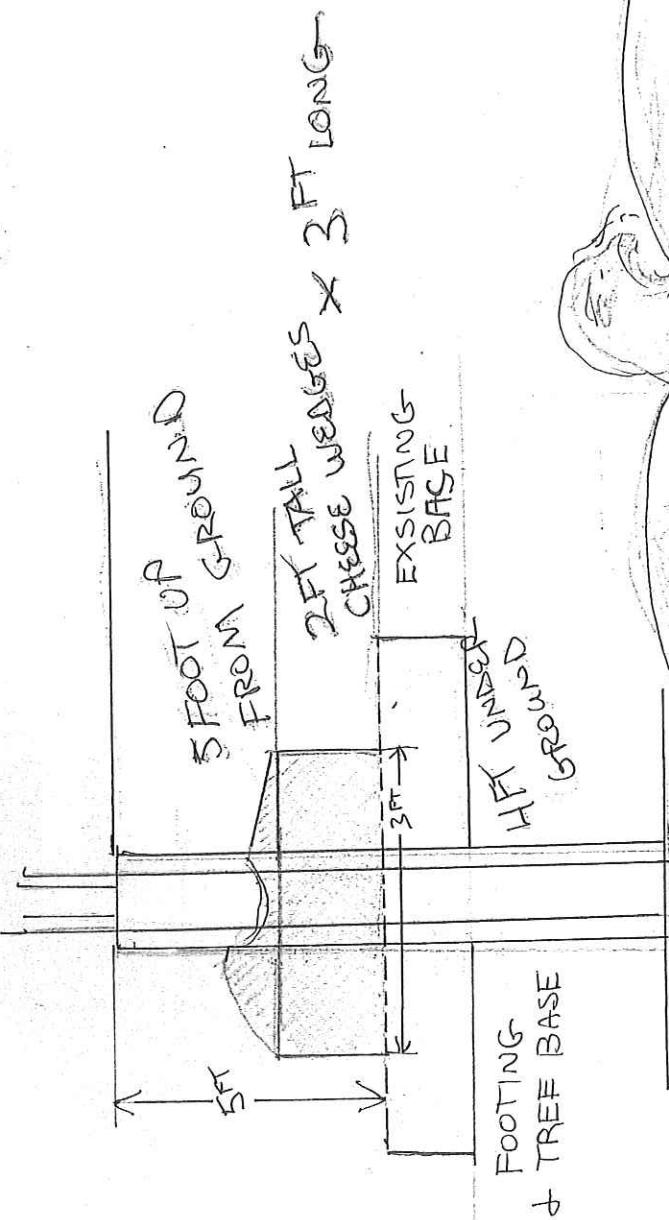 5 FOOT UP
FROM GROUND
2FT TALL
CHEESE WEDGES X 3FT LONG
EXSISTING
BASE
5FT
3FT
4FT UNDER
GROUND
FOOTING
+ TREE BASE